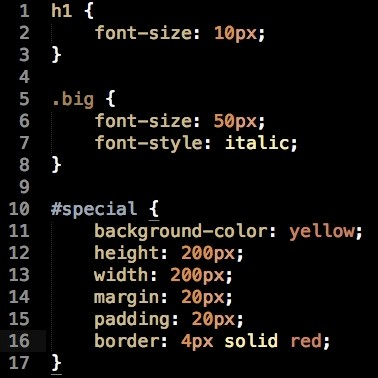 1 h1 {
2     font-size: 10px;
3 }
4
5 .big {
6     font-size: 50px;
7     font-style: italic;
8 }
9
10 #special {
11     background-color: yellow;
12     height: 200px;
13     width: 200px;
14     margin: 20px;
15     padding: 20px;
16     border: 4px solid red;
17 }